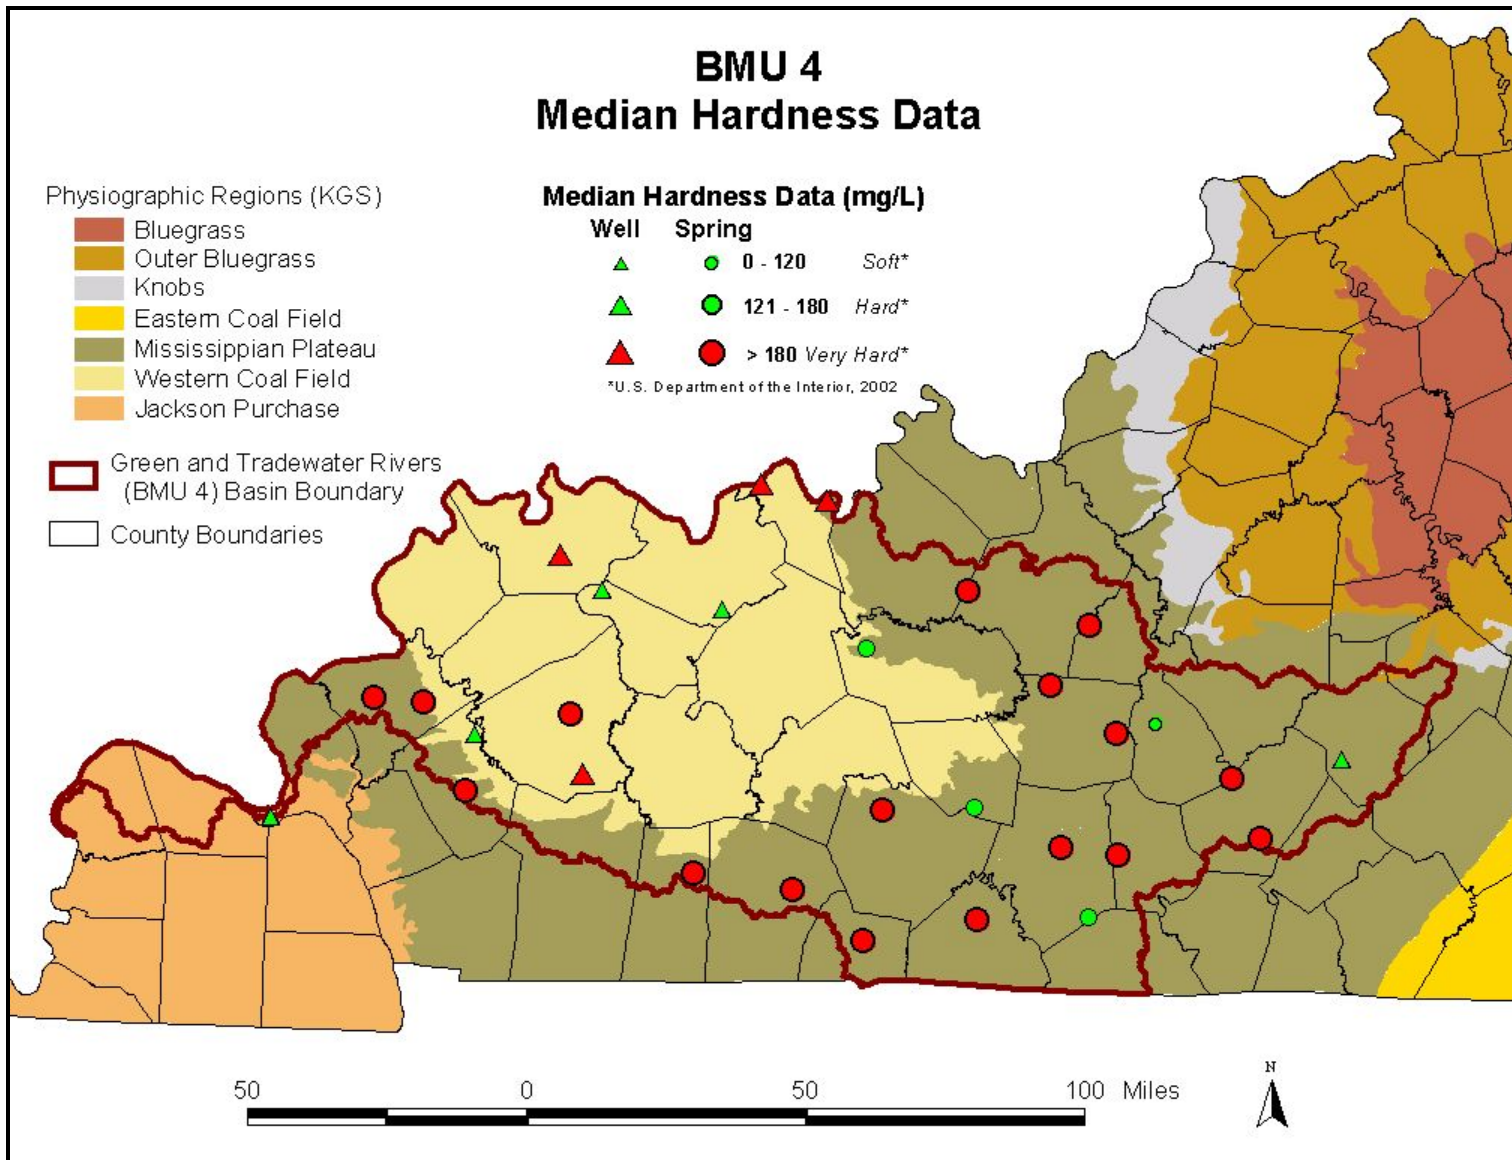 BMU 4
Median Hardness Data
Physiographic Regions (KGS)
Bluegrass
Outer Bluegrass
Knobs
Eastern Coal Field
Mississippian Plateau
Western Coal Field
Jackson Purchase
Green and Tradewater Rivers
(BMU 4) Basin Boundary
County Boundaries
Median Hardness Data (mg/L)
Well Spring
0 - 120 Soft*
121 - 180 Hard*
> 180 Very Hard*
*U.S. Department of the Interior, 2002
50 0 50 100 Miles
N